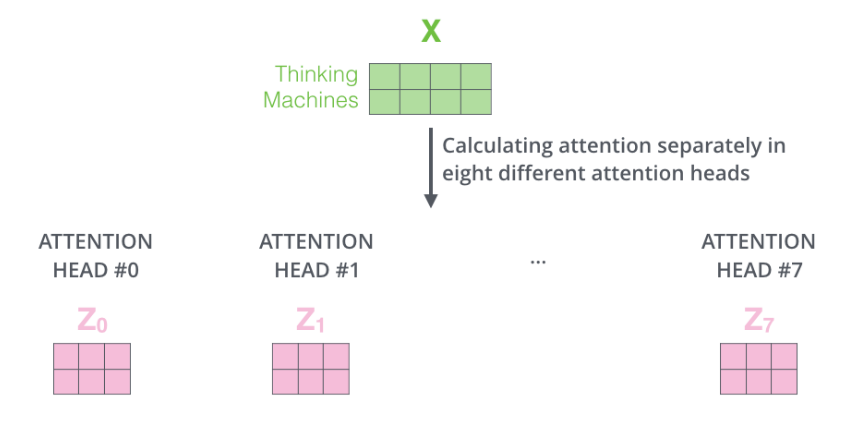 X
Thinking
Machines
Calculating attention separately in
eight different attention heads
ATTENTION
HEAD #0
ATTENTION
HEAD #1
...
ATTENTION
HEAD #7
Z₀
Z₁
Z₇